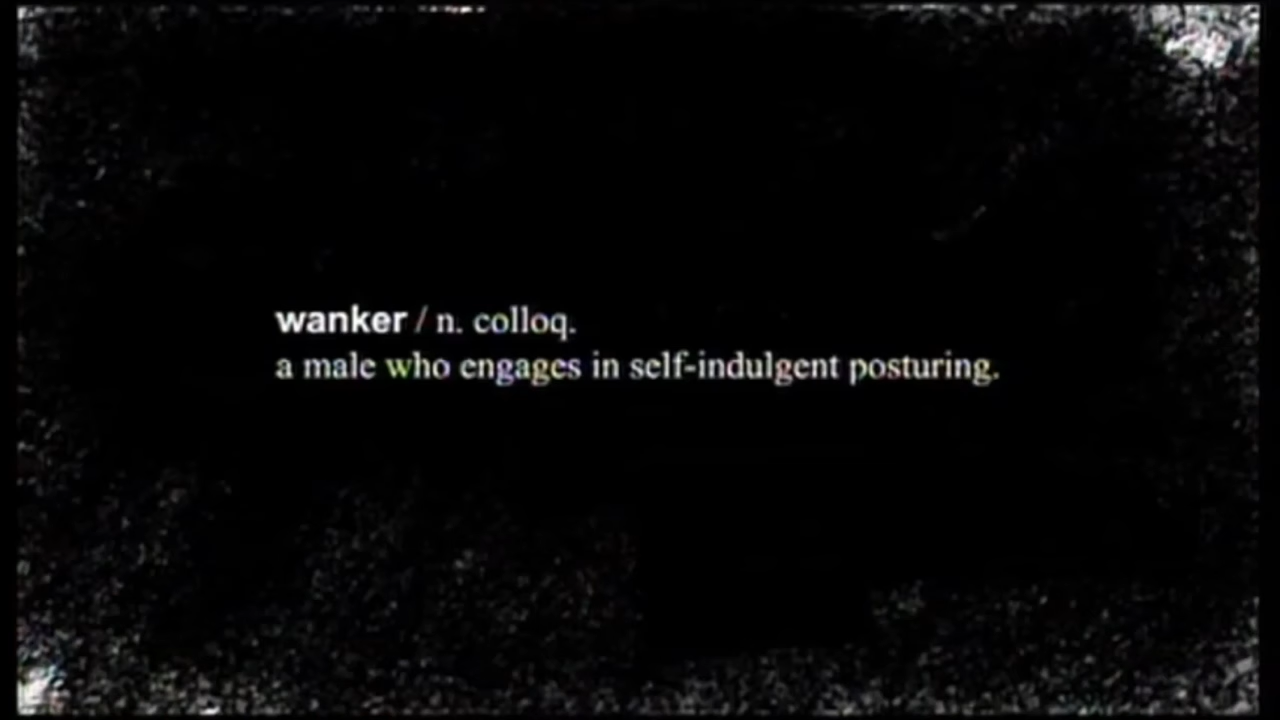 wanker / n. colloq.
a male who engages in self-indulgent posturing.